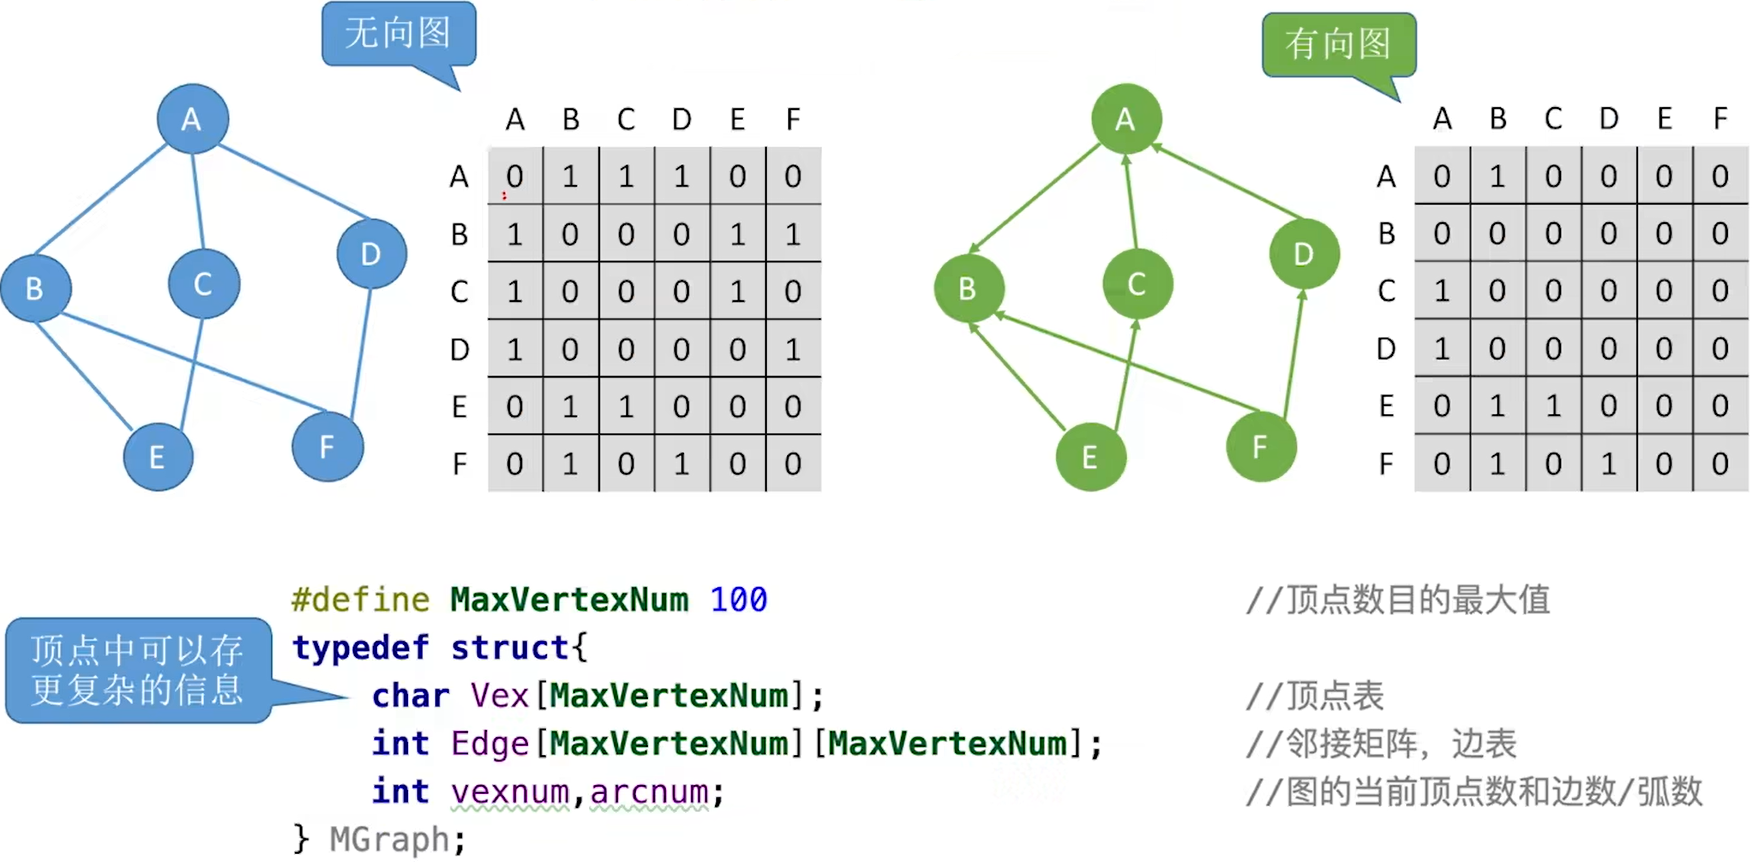 无向图
A
B
C
D
E
F
A B C D E F
A 0 1 1 1 0 0
B 1 0 0 0 1 1
C 1 0 0 0 1 0
D 1 0 0 0 0 1
E 0 1 1 0 0 0
F 0 1 0 1 0 0
有向图
A
B
C
D
E
F
A B C D E F
A 0 1 0 0 0 0
B 0 0 0 0 0 0
C 1 0 0 0 0 0
D 1 0 0 0 0 0
E 0 1 1 0 0 0
F 0 1 0 1 0 0
顶点中可以存
更复杂的信息
#define MaxVertexNum 100 //顶点数目的最大值
typedef struct{
char Vex[MaxVertexNum]; //顶点表
int Edge[MaxVertexNum][MaxVertexNum]; //邻接矩阵，边表
int vexnum,arcnum; //图的当前顶点数和边数/弧数
} MGraph;